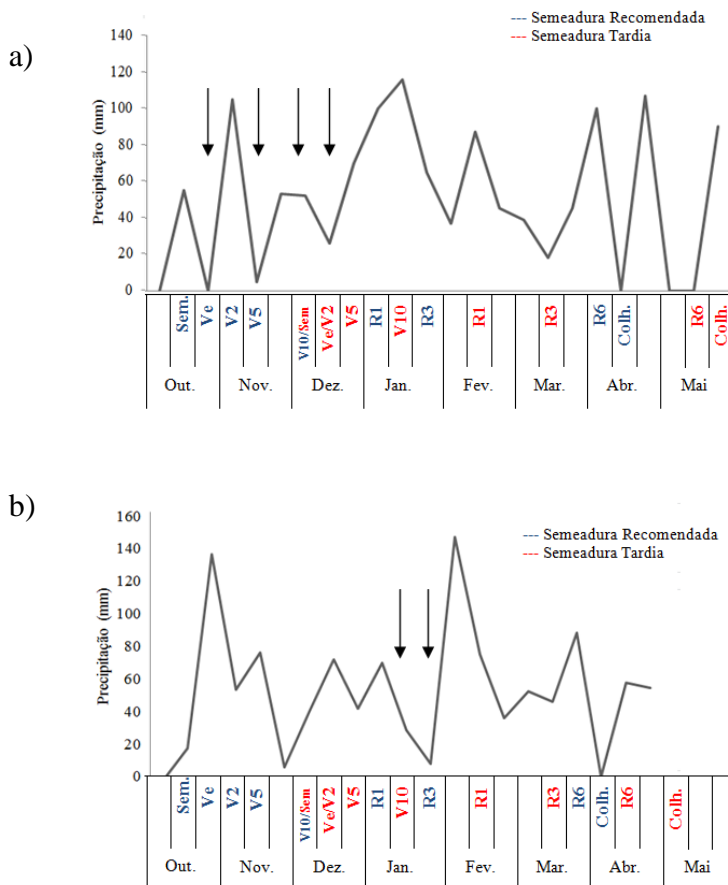 a)
--- Semeadura Recomendada
--- Semeadura Tardia
Precipitação (mm)
140
120
100
80
60
40
20
0
Sem. Ve V2 V5 V10/Sem Ve/V2 V5 R1 V10 R3 R1 R3 R6 Colh. R6 Colh.
Out. Nov. Dez. Jan. Fev. Mar. Abr. Mai
b)
--- Semeadura Recomendada
--- Semeadura Tardia
Precipitação (mm)
160
140
120
100
80
60
40
20
0
Sem. Ve V2 V5 V10/Sem Ve/V2 V5 R1 V10 R3 R1 R3 R6 Colh. R6 Colh.
Out. Nov. Dez. Jan. Fev. Mar. Abr. Mai